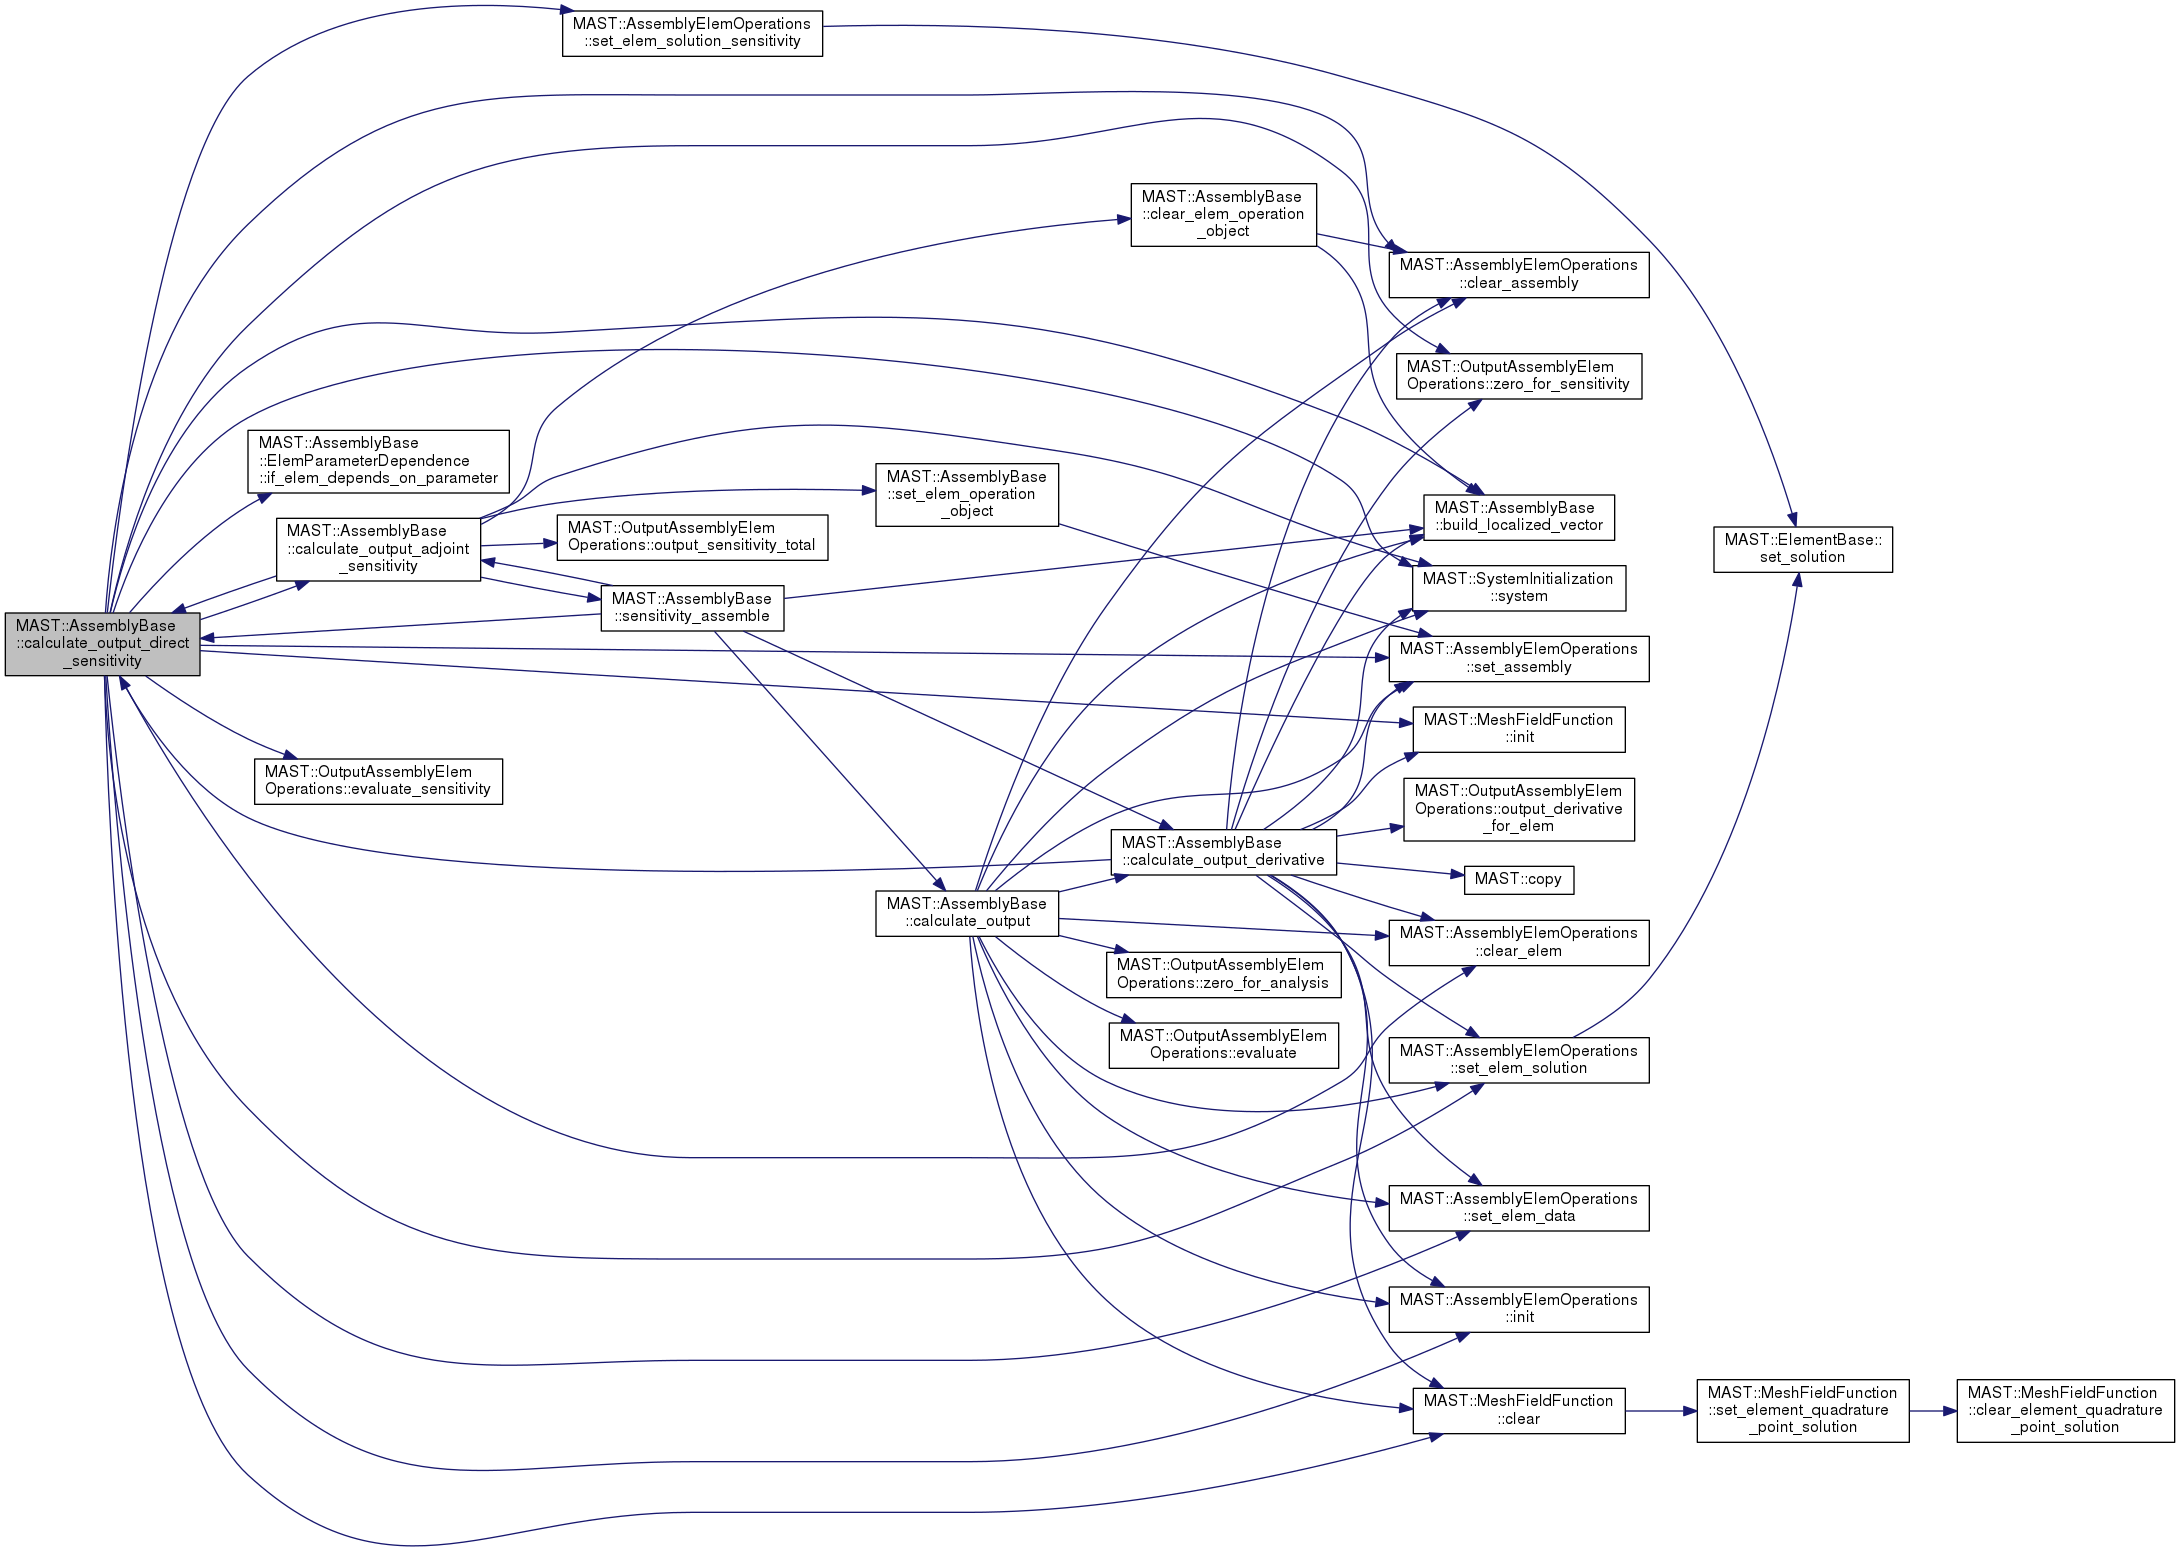 MAST::AssemblyElemOperations
::set_elem_solution_sensitivity
MAST::AssemblyBase
::clear_elem_operation
_object
MAST::AssemblyElemOperations
::clear_assembly
MAST::OutputAssemblyElem
Operations::zero_for_sensitivity
MAST::AssemblyBase
::ElemParameterDependence
::if_elem_depends_on_parameter
MAST::AssemblyBase
::set_elem_operation
_object
MAST::AssemblyBase
::build_localized_vector
MAST::AssemblyBase
::calculate_output_adjoint
_sensitivity
MAST::OutputAssemblyElem
Operations::output_sensitivity_total
MAST::ElementBase::
set_solution
MAST::SystemInitialization
::system
MAST::AssemblyBase
::sensitivity_assemble
MAST::AssemblyBase
::calculate_output_direct
_sensitivity
MAST::AssemblyElemOperations
::set_assembly
MAST::MeshFieldFunction
::init
MAST::OutputAssemblyElem
Operations::evaluate_sensitivity
MAST::OutputAssemblyElem
Operations::output_derivative
_for_elem
MAST::AssemblyBase
::calculate_output_derivative
MAST::copy
MAST::AssemblyBase
::calculate_output
MAST::AssemblyElemOperations
::clear_elem
MAST::OutputAssemblyElem
Operations::zero_for_analysis
MAST::OutputAssemblyElem
Operations::evaluate
MAST::AssemblyElemOperations
::set_elem_solution
MAST::AssemblyElemOperations
::set_elem_data
MAST::AssemblyElemOperations
::init
MAST::MeshFieldFunction
::clear
MAST::MeshFieldFunction
::set_element_quadrature
_point_solution
MAST::MeshFieldFunction
::clear_element_quadrature
_point_solution